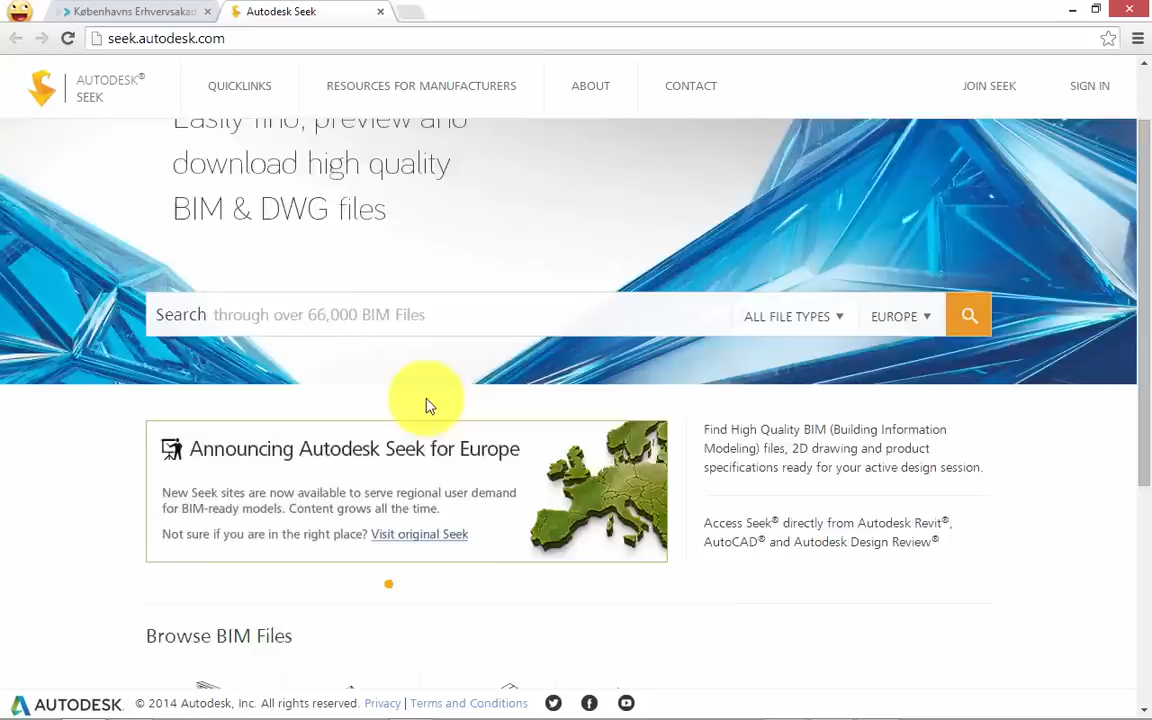 Københavns Erhvervsakad
Autodesk Seek
seek.autodesk.com
AUTODESK®
SEEK
QUICKLINKS
RESOURCES FOR MANUFACTURERS
ABOUT
CONTACT
JOIN SEEK
SIGN IN
Easily find, preview and
download high quality
BIM & DWG files
Search through over 66,000 BIM Files
ALL FILE TYPES
EUROPE
Announcing Autodesk Seek for Europe
New Seek sites are now available to serve regional user demand
for BIM-ready models. Content grows all the time.
Not sure if you are in the right place? Visit original Seek
Find High Quality BIM (Building Information
Modeling) files, 2D drawing and product
specifications ready for your active design session.
Access Seek® directly from Autodesk Revit®,
AutoCAD® and Autodesk Design Review®
Browse BIM Files
AUTODESK.
© 2014 Autodesk, Inc. All rights reserved. Privacy | Terms and Conditions